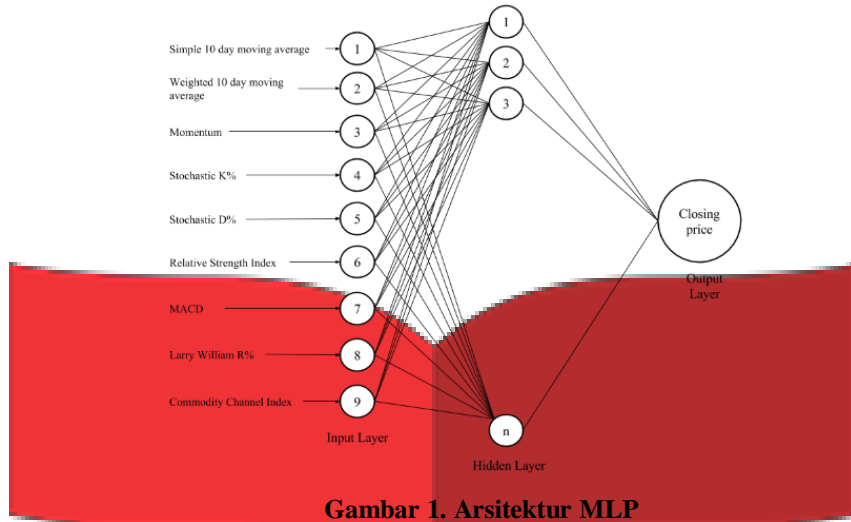 Simple 10 day moving average
Weighted 10 day moving
average
Momentum
Stochastic K%
Stochastic D%
Relative Strength Index
MACD
Larry William R%
Commodity Channel Index
1
2
3
4
5
6
7
8
9
Input Layer
1
2
3
n
Hidden Layer
Closing
price
Output
Layer
Gambar 1. Arsitektur MLP